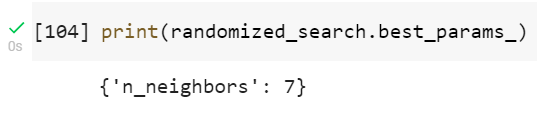 [104] print(randomized_search.best_params_)
0s
{'n_neighbors': 7}